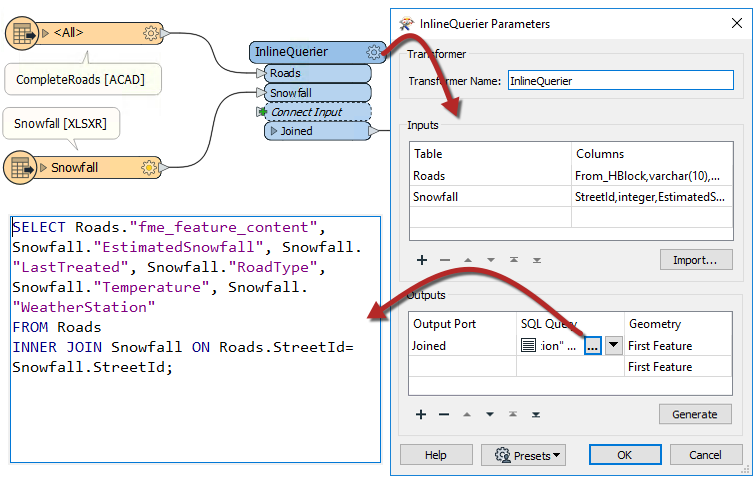 <All>
CompleteRoads [ACAD]
Snowfall [XLSXR]
Snowfall
InlineQuerier
Roads
Snowfall
Connect Input
Joined
SELECT Roads."fme_feature_content",
Snowfall."EstimatedSnowfall", Snowfall.
"LastTreated", Snowfall."RoadType",
Snowfall."Temperature", Snowfall.
"WeatherStation"
FROM Roads
INNER JOIN Snowfall ON Roads.StreetId=
Snowfall.StreetId;
InlineQuerier Parameters
Transformer
Transformer Name: InlineQuerier
Inputs
Table Columns
Roads From_HBlock,varchar(10),...
Snowfall StreetId,integer,EstimatedS...
Import...
Outputs
Output Port SQL Query Geometry
Joined :ion" ... ... First Feature
First Feature
Generate
Help Presets OK Cancel